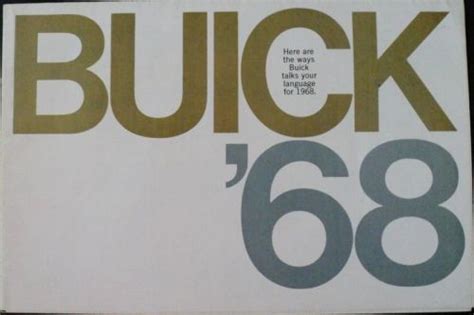 BUICK
Here are
the ways
Buick
talks your
language
for 1968.
'68